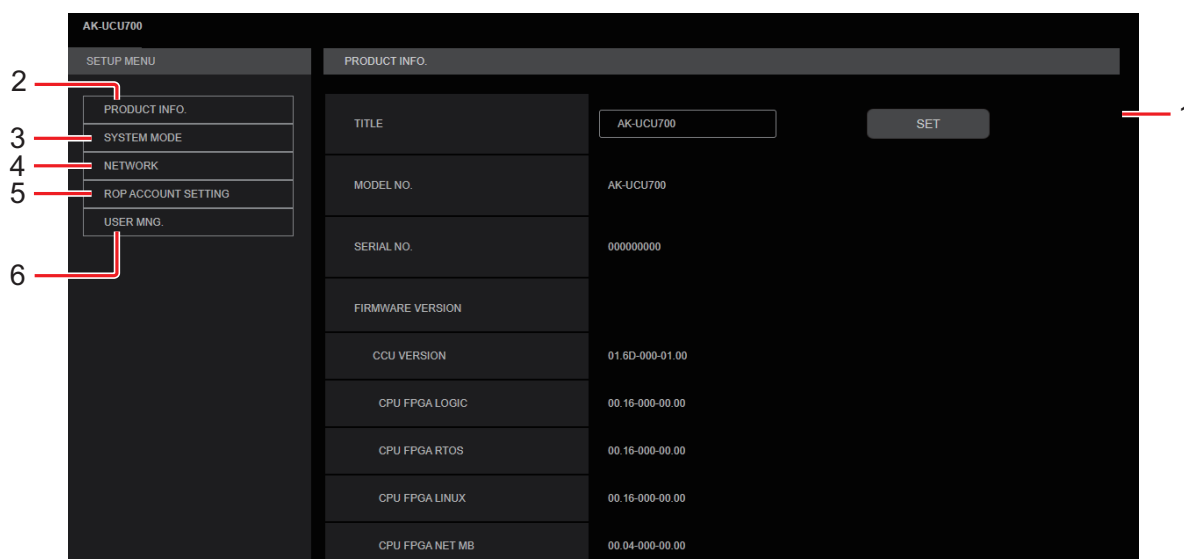 AK-UCU700
SETUP MENU
PRODUCT INFO.
2
PRODUCT INFO.
3
SYSTEM MODE
4
NETWORK
5
ROP ACCOUNT SETTING
USER MNG.
6
TITLE
AK-UCU700
SET
1
MODEL NO.
AK-UCU700
SERIAL NO.
000000000
FIRMWARE VERSION
CCU VERSION
01.6D-000-01.00
CPU FPGA LOGIC
00.16-000-00.00
CPU FPGA RTOS
00.16-000-00.00
CPU FPGA LINUX
00.16-000-00.00
CPU FPGA NET MB
00.04-000-00.00